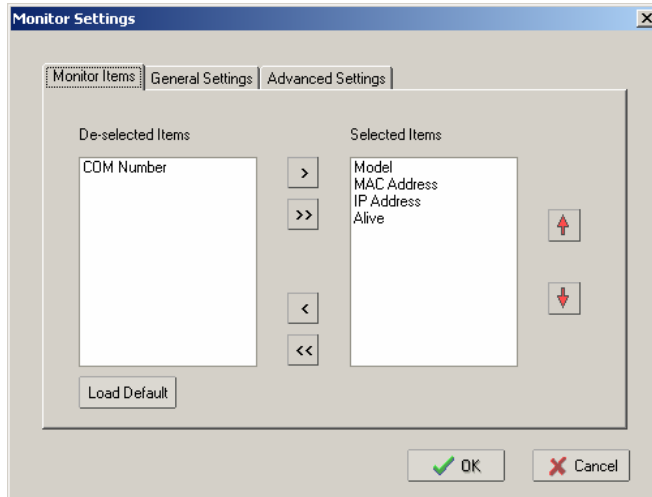 Monitor Settings
Monitor Items
General Settings
Advanced Settings
De-selected Items
Selected Items
COM Number
Model
MAC Address
IP Address
Alive
>
>>
<
<<
Load Default
OK
Cancel